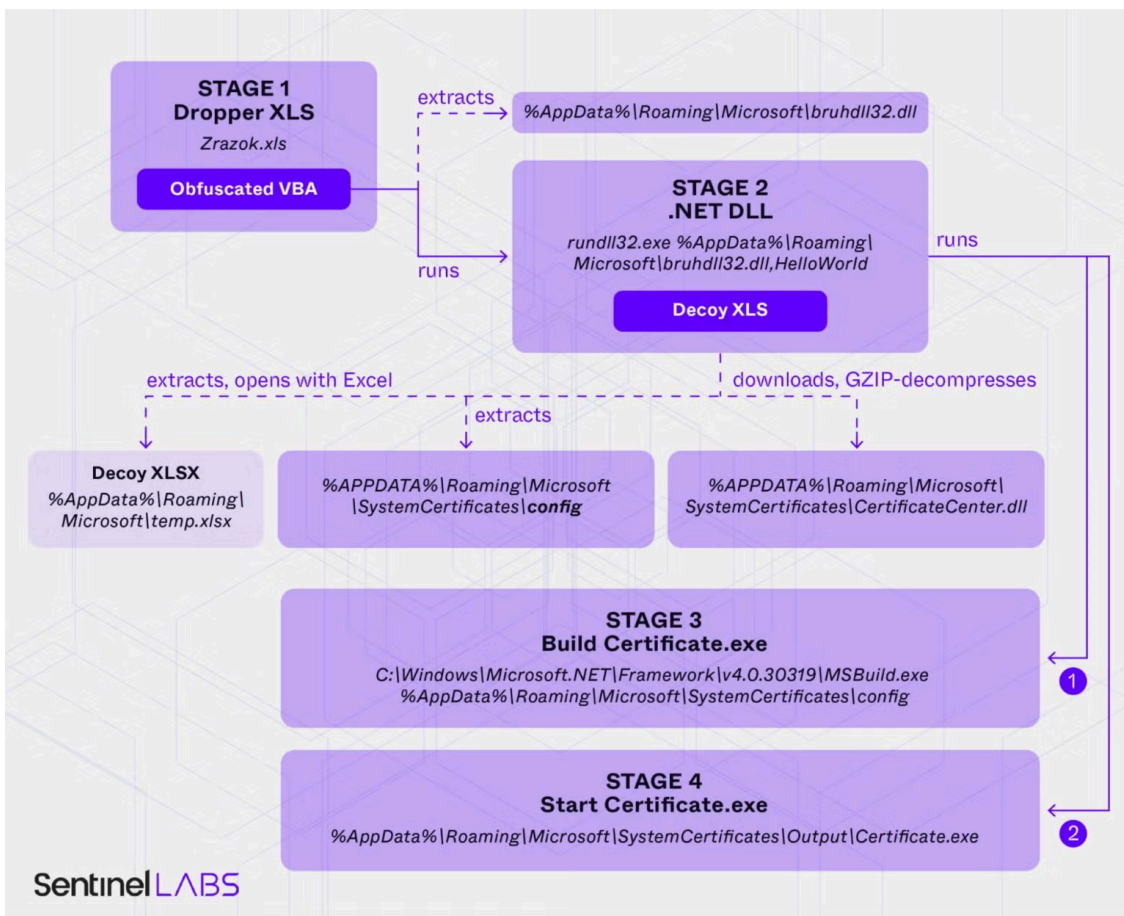 STAGE 1
Dropper XLS
Zrazok.xls
Obfuscated VBA
extracts
%AppData%\Roaming\Microsoft\bruhdll32.dll
runs
STAGE 2
.NET DLL
rundll32.exe %AppData%\Roaming\
Microsoft\bruhdll32.dll,HelloWorld
Decoy XLS
runs
extracts, opens with Excel
extracts
downloads, GZIP-decompresses
Decoy XLSX
%AppData%\Roaming\
Microsoft\temp.xlsx
%APPDATA%\Roaming\Microsoft
\SystemCertificates\config
%APPDATA%\Roaming\Microsoft\
SystemCertificates\CertificateCenter.dll
STAGE 3
Build Certificate.exe
C:\Windows\Microsoft.NET\Framework\v4.0.30319\MSBuild.exe
%AppData%\Roaming\Microsoft\SystemCertificates\config
1
STAGE 4
Start Certificate.exe
%AppData%\Roaming\Microsoft\SystemCertificates\Output\Certificate.exe
2
Sentinel LABS